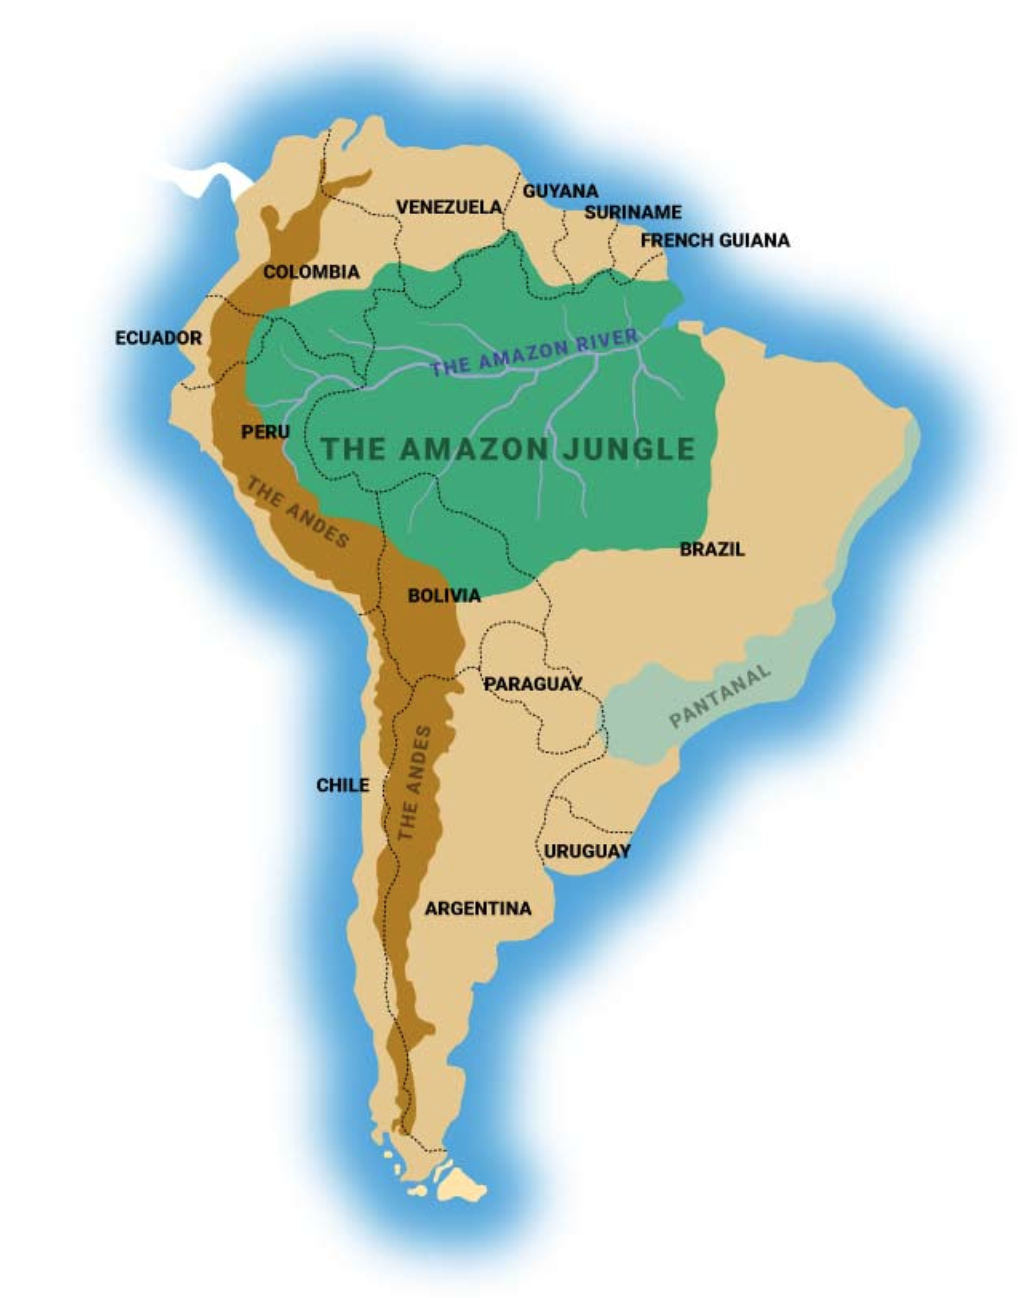 GUYANA
VENEZUELA
SURINAME
FRENCH GUIANA
COLOMBIA
ECUADOR
THE AMAZON RIVER
PERU
THE AMAZON JUNGLE
THE ANDES
BRAZIL
BOLIVIA
PARAGUAY
PANTANAL
CHILE
THE ANDES
URUGUAY
ARGENTINA